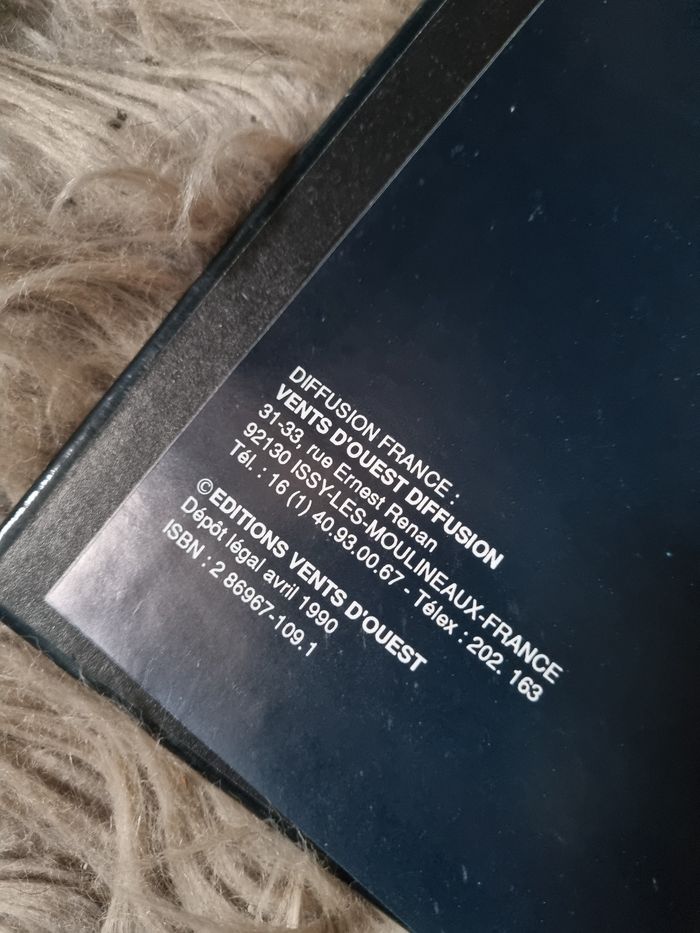 DIFFUSION FRANCE :
VENTS D'OUEST DIFFUSION
31-33, rue Ernest Renan
92130 ISSY-LES-MOULINEAUX-FRANCE
Tél. : 16 (1) 40.93.00.67 - Télex : 202. 163
© EDITIONS VENTS D'OUEST
Dépôt légal avril 1990
ISBN : 2 86967-109.1